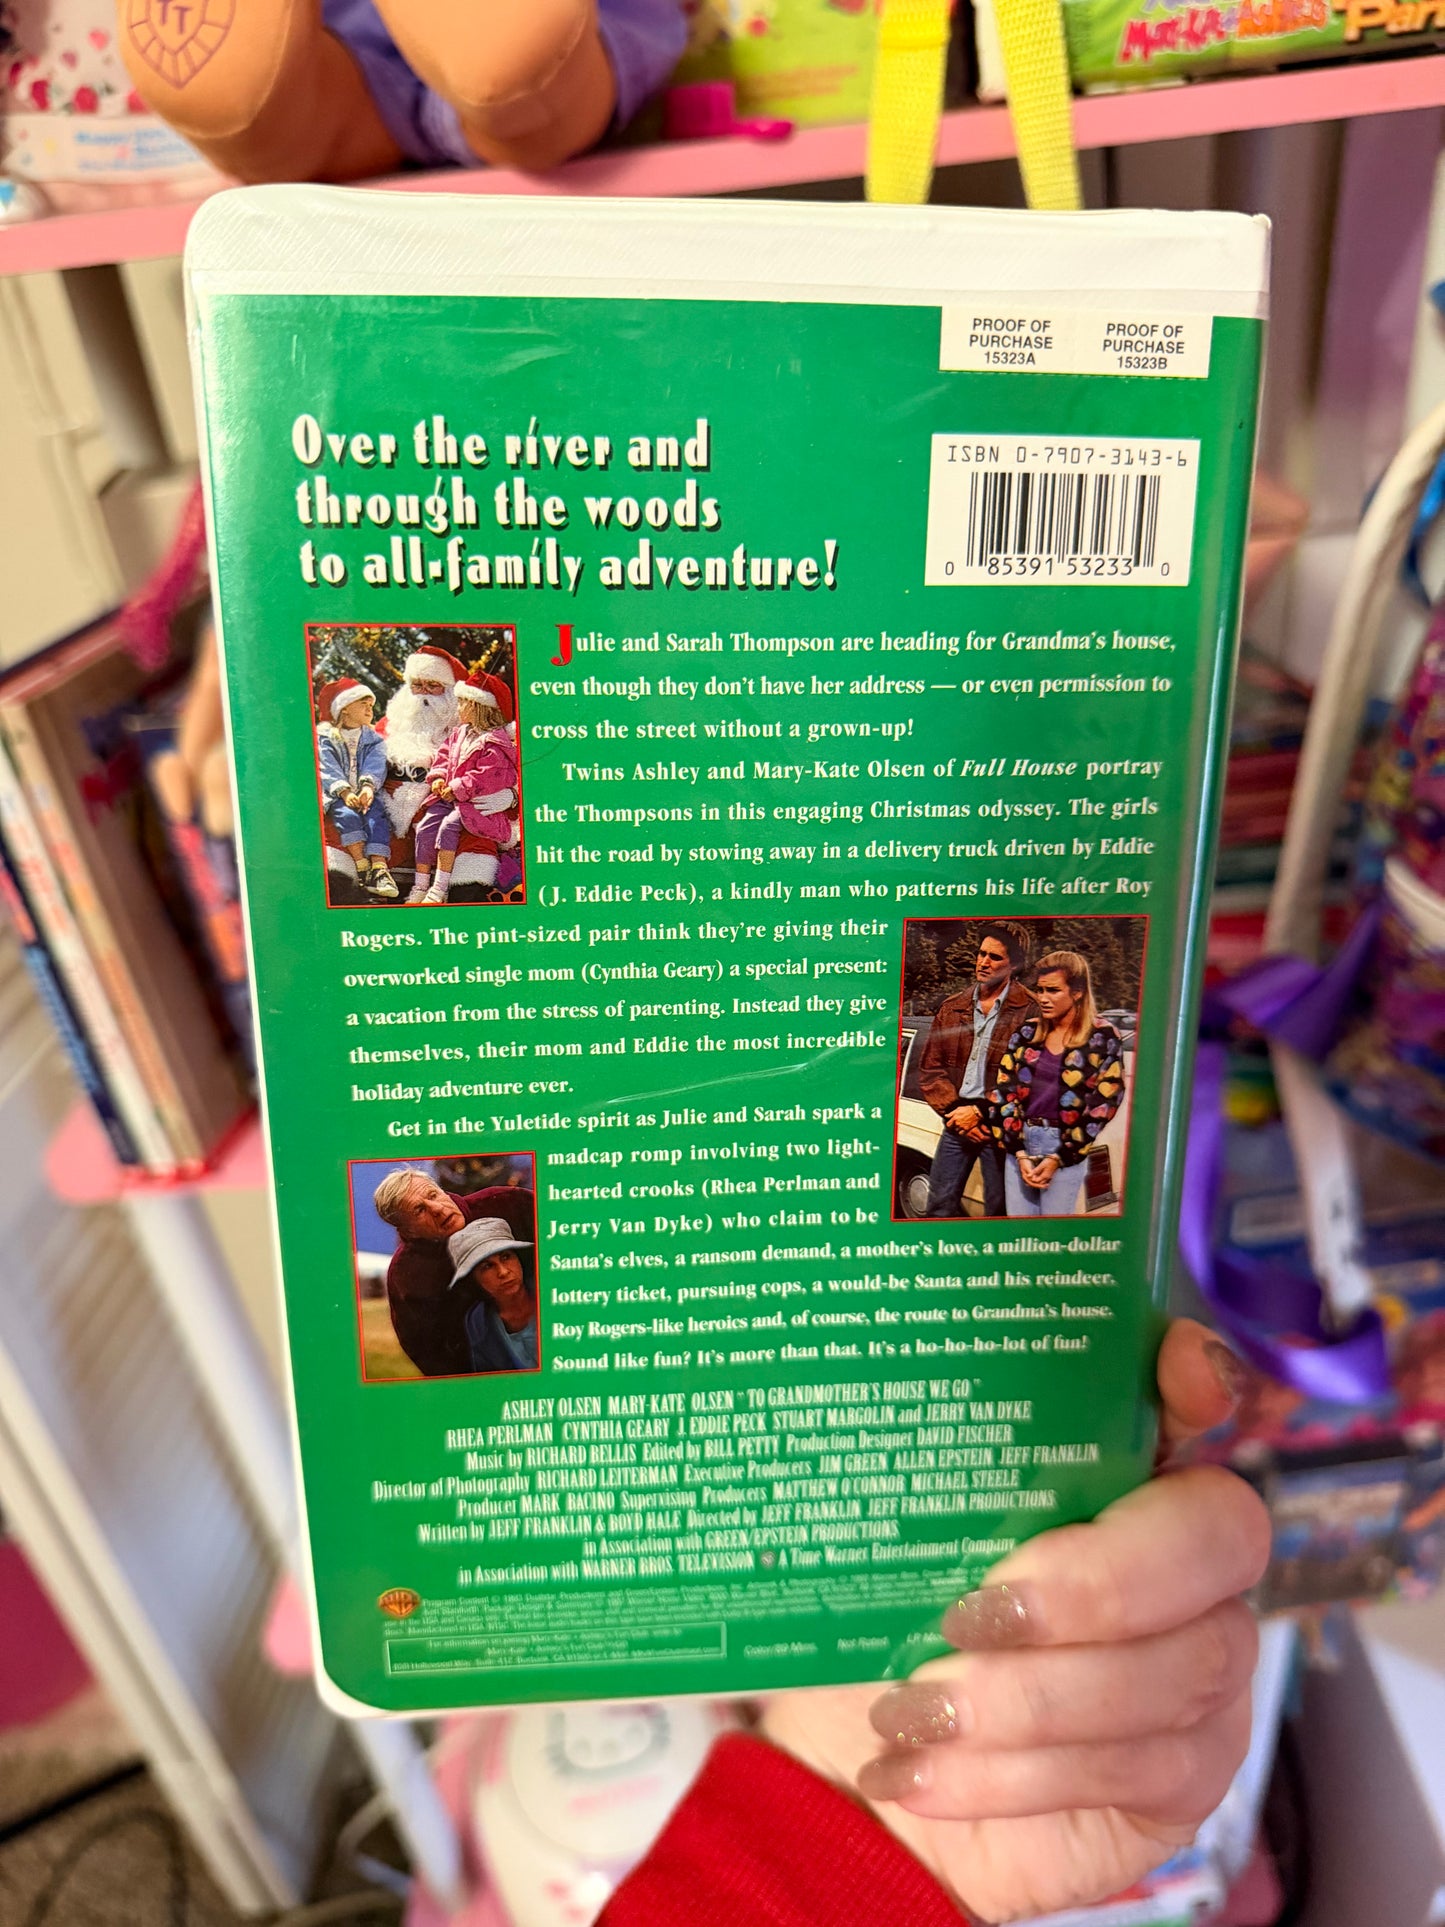 PROOF OF
PURCHASE
15323A
PROOF OF
PURCHASE
15323B
Over the river and
through the woods
to all-family adventure!
ISBN 0-7907-3143-6
0 85391 53233 0
Julie and Sarah Thompson are heading for Grandma's house,
even though they don't have her address — or even permission to
cross the street without a grown-up!
Twins Ashley and Mary-Kate Olsen of Full House portray
the Thompsons in this engaging Christmas odyssey. The girls
hit the road by stowing away in a delivery truck driven by Eddie
(J. Eddie Peck), a kindly man who patterns his life after Roy
Rogers. The pint-sized pair think they're giving their
overworked single mom (Cynthia Geary) a special present:
a vacation from the stress of parenting. Instead they give
themselves, their mom and Eddie the most incredible
holiday adventure ever.
Get in the Yuletide spirit as Julie and Sarah spark a
madcap romp involving two light-
hearted crooks (Rhea Perlman and
Jerry Van Dyke) who claim to be
Santa's elves, a ransom demand, a mother's love, a million-dollar
lottery ticket, pursuing cops, a would-be Santa and his reindeer,
Roy Rogers-like heroics and, of course, the route to Grandma's house.
Sound like fun? It's more than that. It's a ho-ho-ho-lot of fun!
ASHLEY OLSEN MARY-KATE OLSEN "TO GRANDMOTHER'S HOUSE WE GO"
RHEA PERLMAN CYNTHIA GEARY J. EDDIE PECK STUART MARGOLIN and JERRY VAN DYKE
Music by RICHARD BELLIS Edited by BILL PETTY Production Designer DAVID FISCHER
Director of Photography RICHARD LEITERMAN Executive Producers JIM GREEN ALLEN EPSTEIN JEFF FRANKLIN
Producer MARK BACINO Supervising Producers MATTHEW O'CONNOR MICHAEL STEELE
Written by JEFF FRANKLIN & BOYD HALE Directed by JEFF FRANKLIN JEFF FRANKLIN PRODUCTIONS
in Association with GREEN/EPSTEIN PRODUCTIONS
in Association with WARNER BROS. TELEVISION A Time Warner Entertainment Company